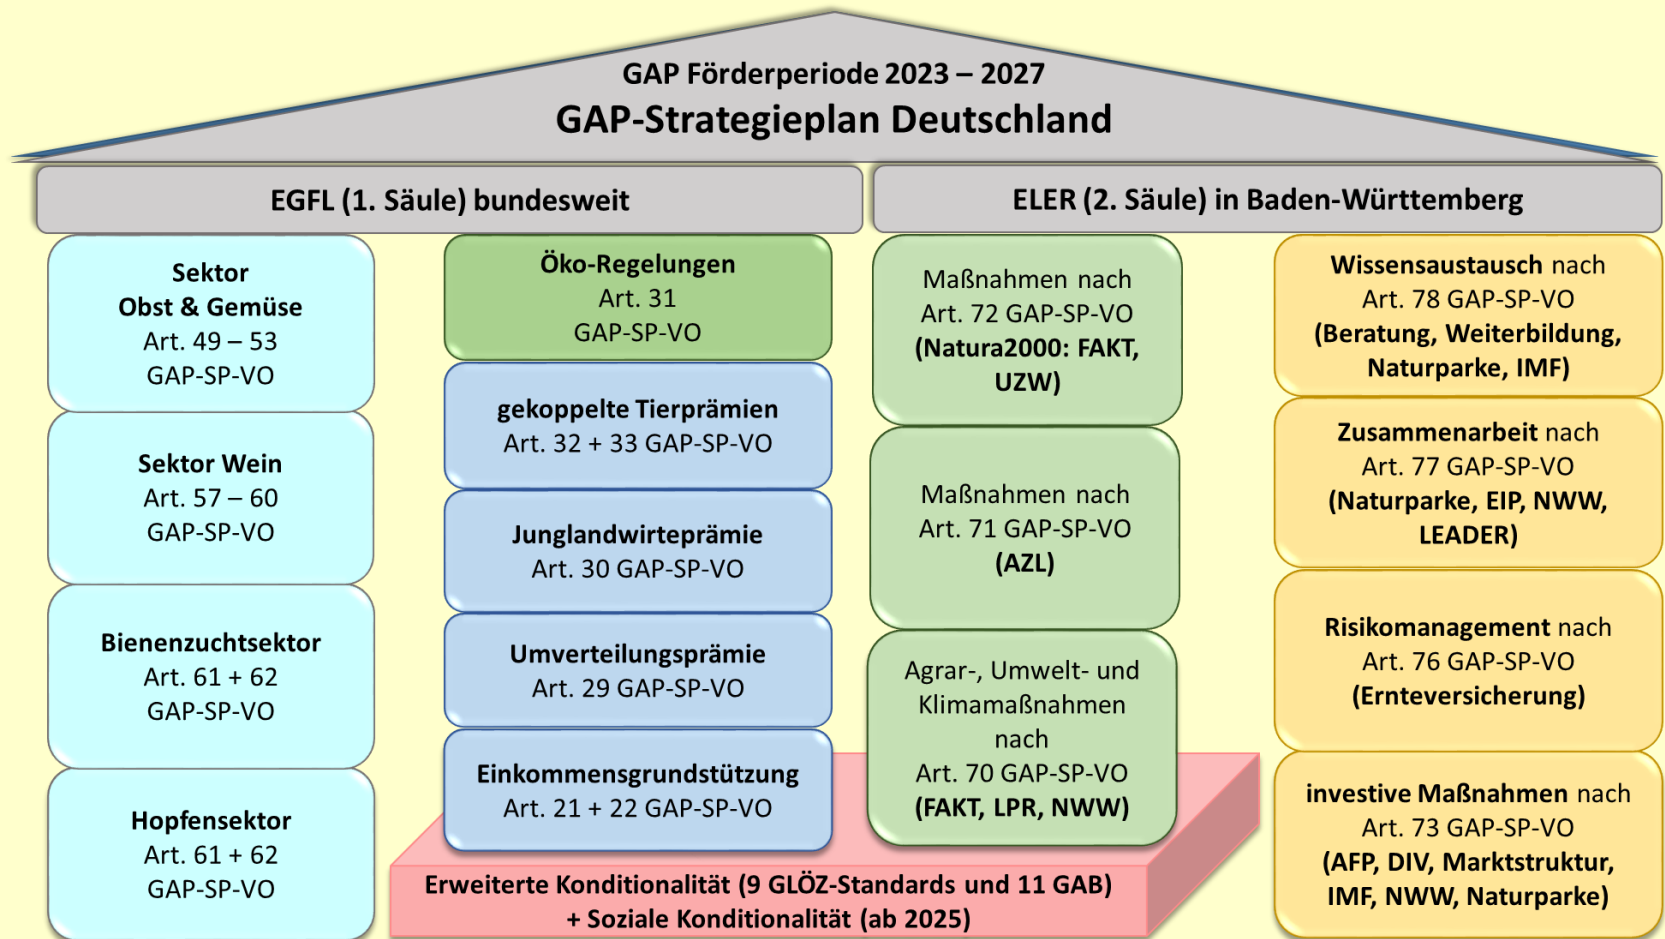 GAP Förderperiode 2023 – 2027
GAP-Strategieplan Deutschland
EGFL (1. Säule) bundesweit
ELER (2. Säule) in Baden-Württemberg
Sektor
Obst & Gemüse
Art. 49 – 53
GAP-SP-VO
Sektor Wein
Art. 57 – 60
GAP-SP-VO
Bienenzuchtsektor
Art. 61 + 62
GAP-SP-VO
Hopfensektor
Art. 61 + 62
GAP-SP-VO
Öko-Regelungen
Art. 31
GAP-SP-VO
gekoppelte Tierprämien
Art. 32 + 33 GAP-SP-VO
Junglandwirteprämie
Art. 30 GAP-SP-VO
Umverteilungsprämie
Art. 29 GAP-SP-VO
Einkommensgrundstützung
Art. 21 + 22 GAP-SP-VO
Maßnahmen nach
Art. 72 GAP-SP-VO
(Natura2000: FAKT,
UZW)
Maßnahmen nach
Art. 71 GAP-SP-VO
(AZL)
Agrar-, Umwelt- und
Klimamaßnahmen
nach
Art. 70 GAP-SP-VO
(FAKT, LPR, NWW)
Wissensaustausch nach
Art. 78 GAP-SP-VO
(Beratung, Weiterbildung,
Naturparke, IMF)
Zusammenarbeit nach
Art. 77 GAP-SP-VO
(Naturparke, EIP, NWW,
LEADER)
Risikomanagement nach
Art. 76 GAP-SP-VO
(Ernteversicherung)
investive Maßnahmen nach
Art. 73 GAP-SP-VO
(AFP, DIV, Marktstruktur,
IMF, NWW, Naturparke)
Erweiterte Konditionalität (9 GLÖZ-Standards und 11 GAB)
+ Soziale Konditionalität (ab 2025)